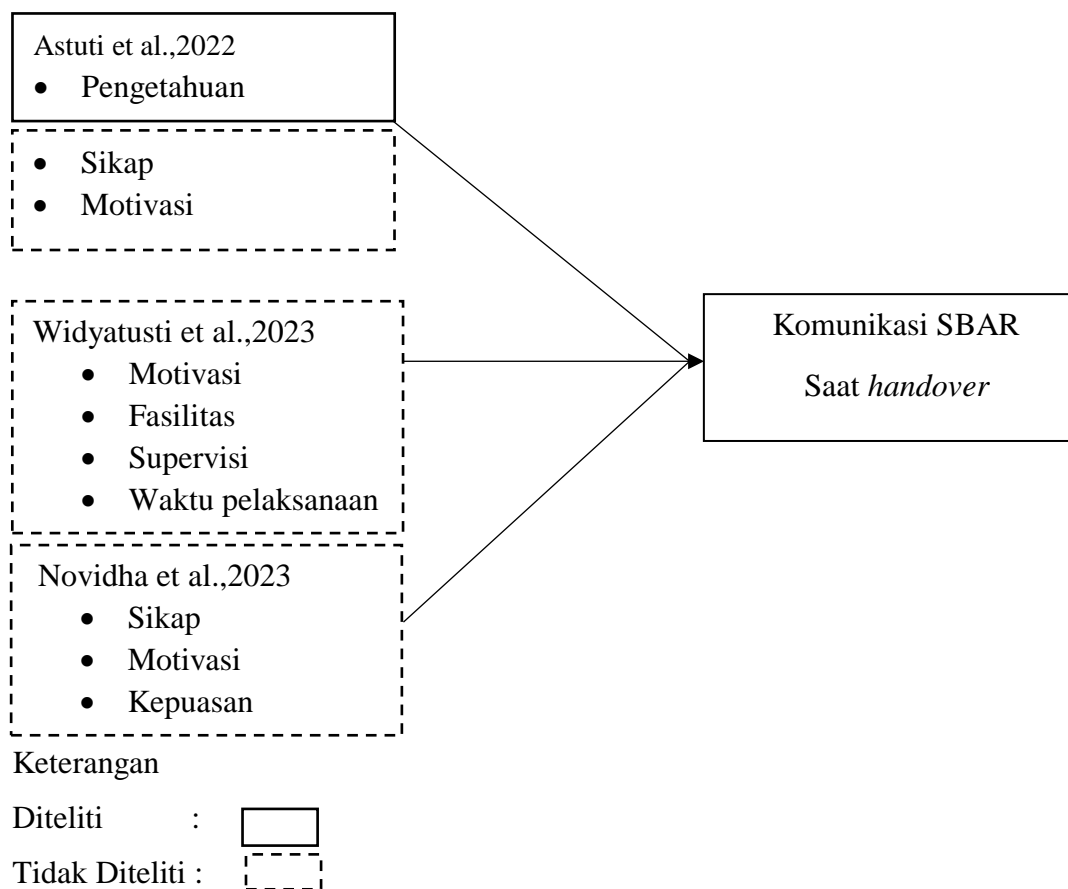 Astuti et al.,2022
• Pengetahuan
• Sikap
• Motivasi
Widyatusti et al.,2023
• Motivasi
• Fasilitas
• Supervisi
• Waktu pelaksanaan
Novidha et al.,2023
• Sikap
• Motivasi
• Kepuasan
Komunikasi SBAR
Saat handover
Keterangan
Diteliti :
Tidak Diteliti :